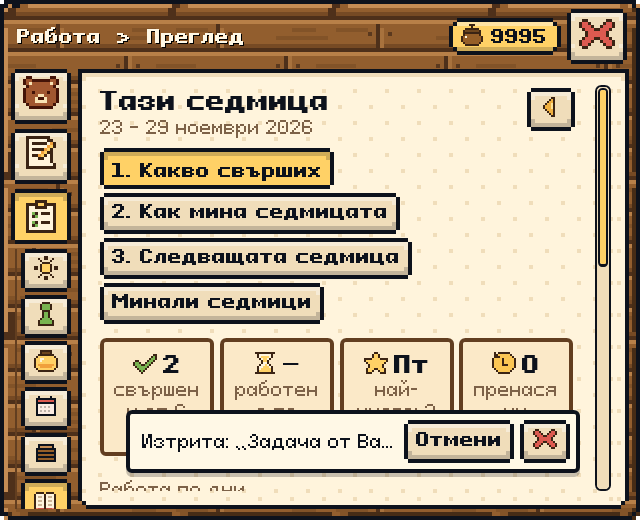 Работа > Преглед
9995
Тази седмица
23 – 29 ноември 2026
1. Какво свърших
2. Как мина седмицата
3. Следващата седмица
Минали седмици
2
–
Пт
0
свършен
работен
най-
пренася
Изтрита: „Задача от Ва...
Отмени
Работа по дни